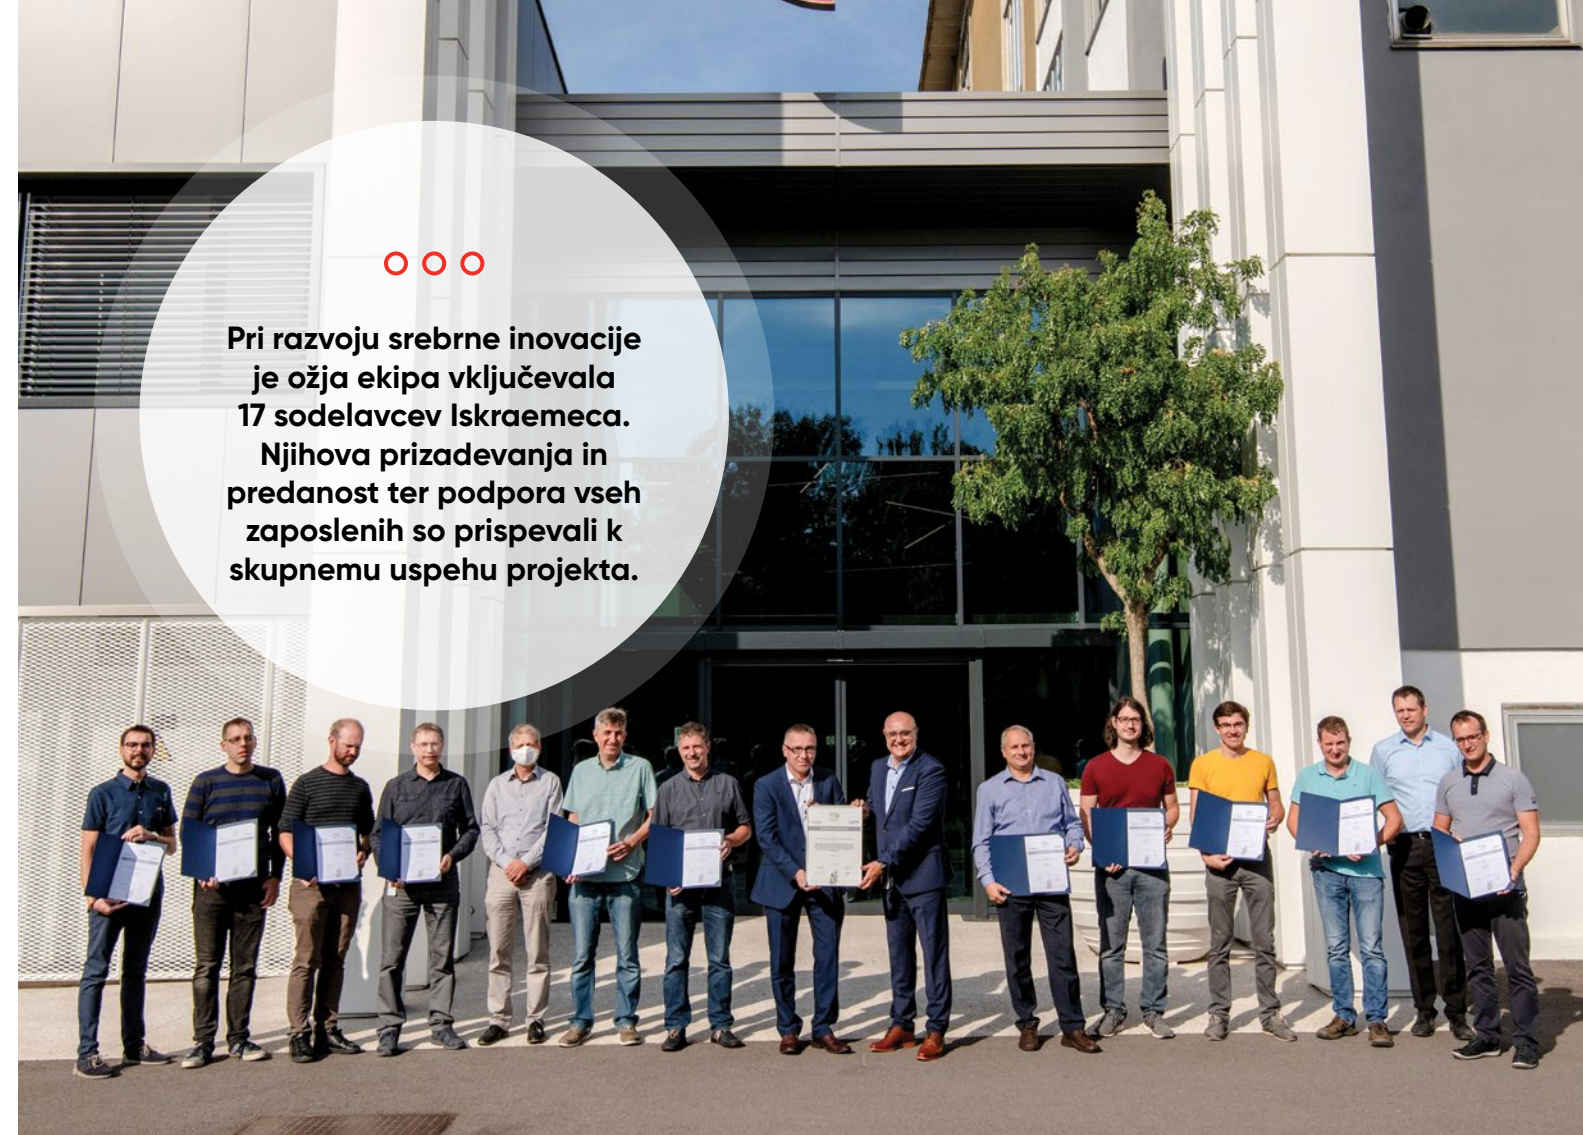 Pri razvoju srebrne inovacije
je ožja ekipa vključevala
17 sodelavcev Iskraemeca.
Njihova prizadevanja in
predanost ter podpora vseh
zaposlenih so prispevali k
skupnemu uspehu projekta.